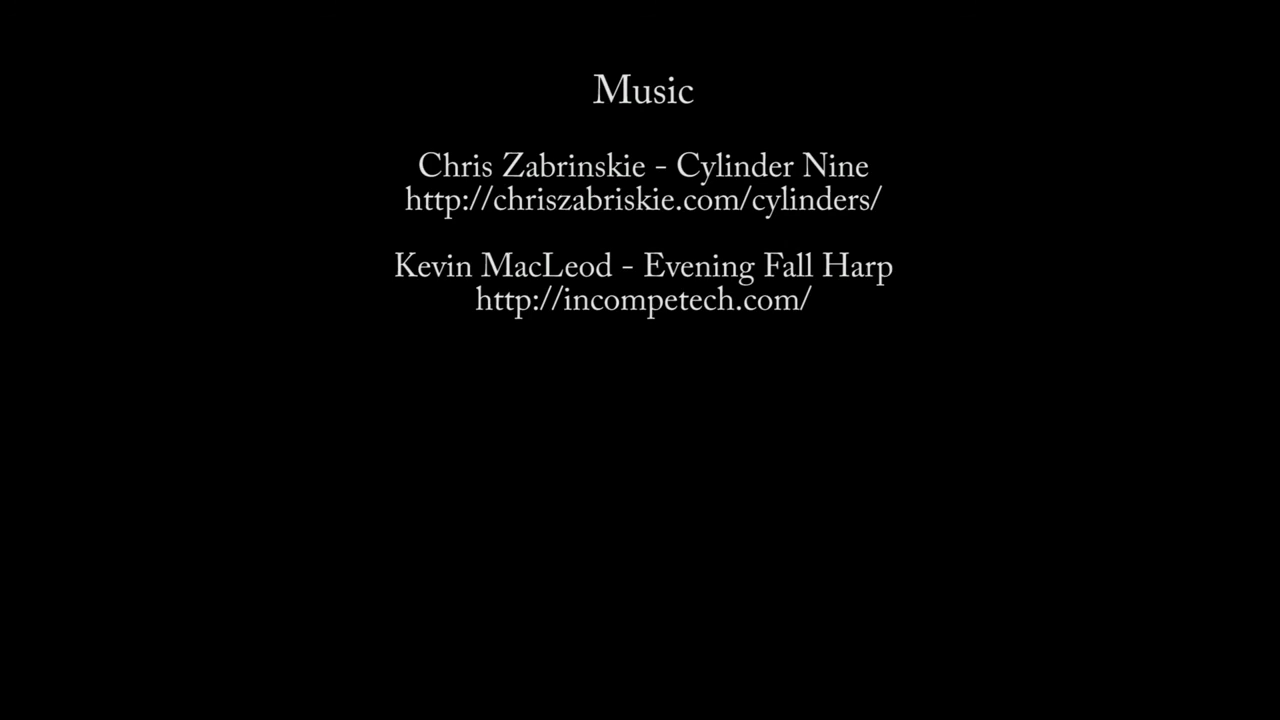 Music
Chris Zabrinskie - Cylinder Nine
http://chriszabriskie.com/cylinders/
Kevin MacLeod - Evening Fall Harp
http://incompetech.com/